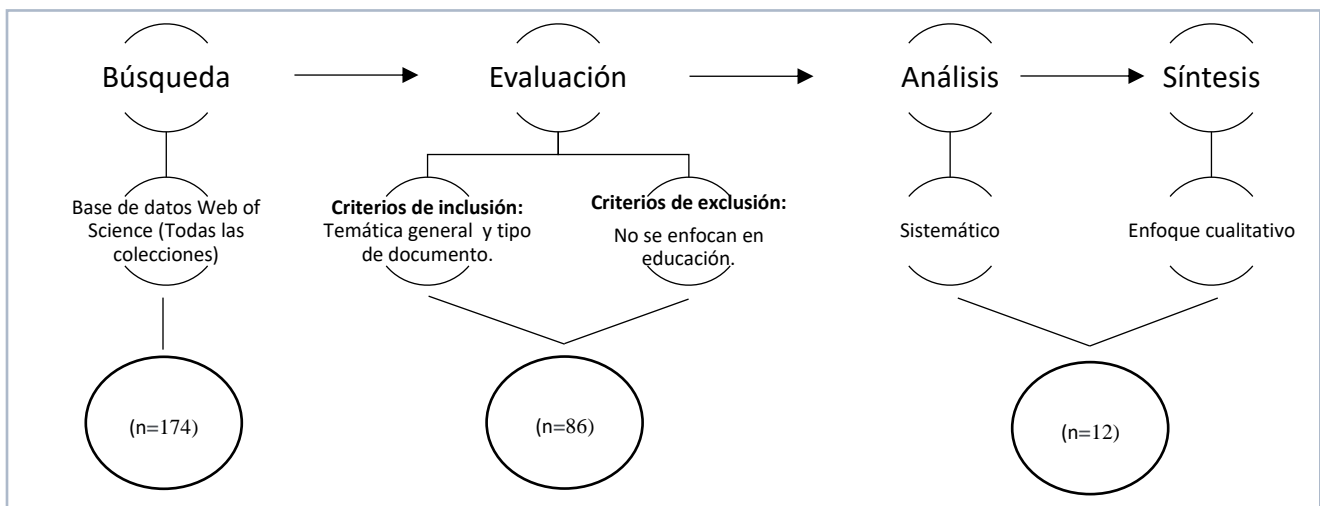 Búsqueda
Evaluación
Análisis
Síntesis
Base de datos Web of
Science (Todas las
colecciones)
Criterios de inclusión:
Temática general y tipo
de documento.
Criterios de exclusión:
No se enfocan en
educación.
Sistemático
Enfoque cualitativo
(n=174)
(n=86)
(n=12)